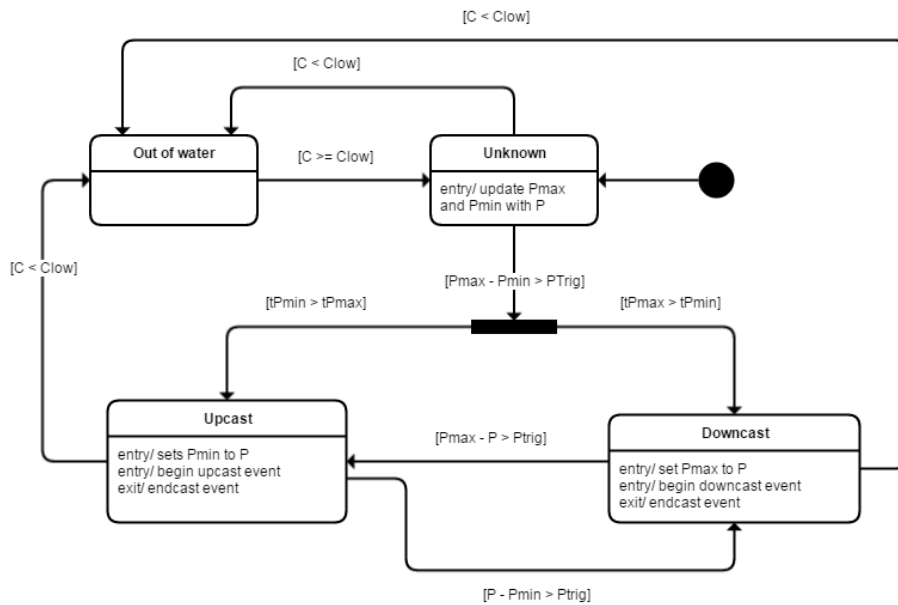 [C < Clow]
[C < Clow]
Out of water
[C >= Clow]
Unknown
entry/ update Pmax
and Pmin with P
[C < Clow]
[Pmax - Pmin > PTrig]
[tPmin > tPmax]
[tPmax > tPmin]
Upcast
entry/ sets Pmin to P
entry/ begin upcast event
exit/ endcast event
[Pmax - P > Ptrig]
Downcast
entry/ set Pmax to P
entry/ begin downcast event
exit/ endcast event
[P - Pmin > Ptrig]